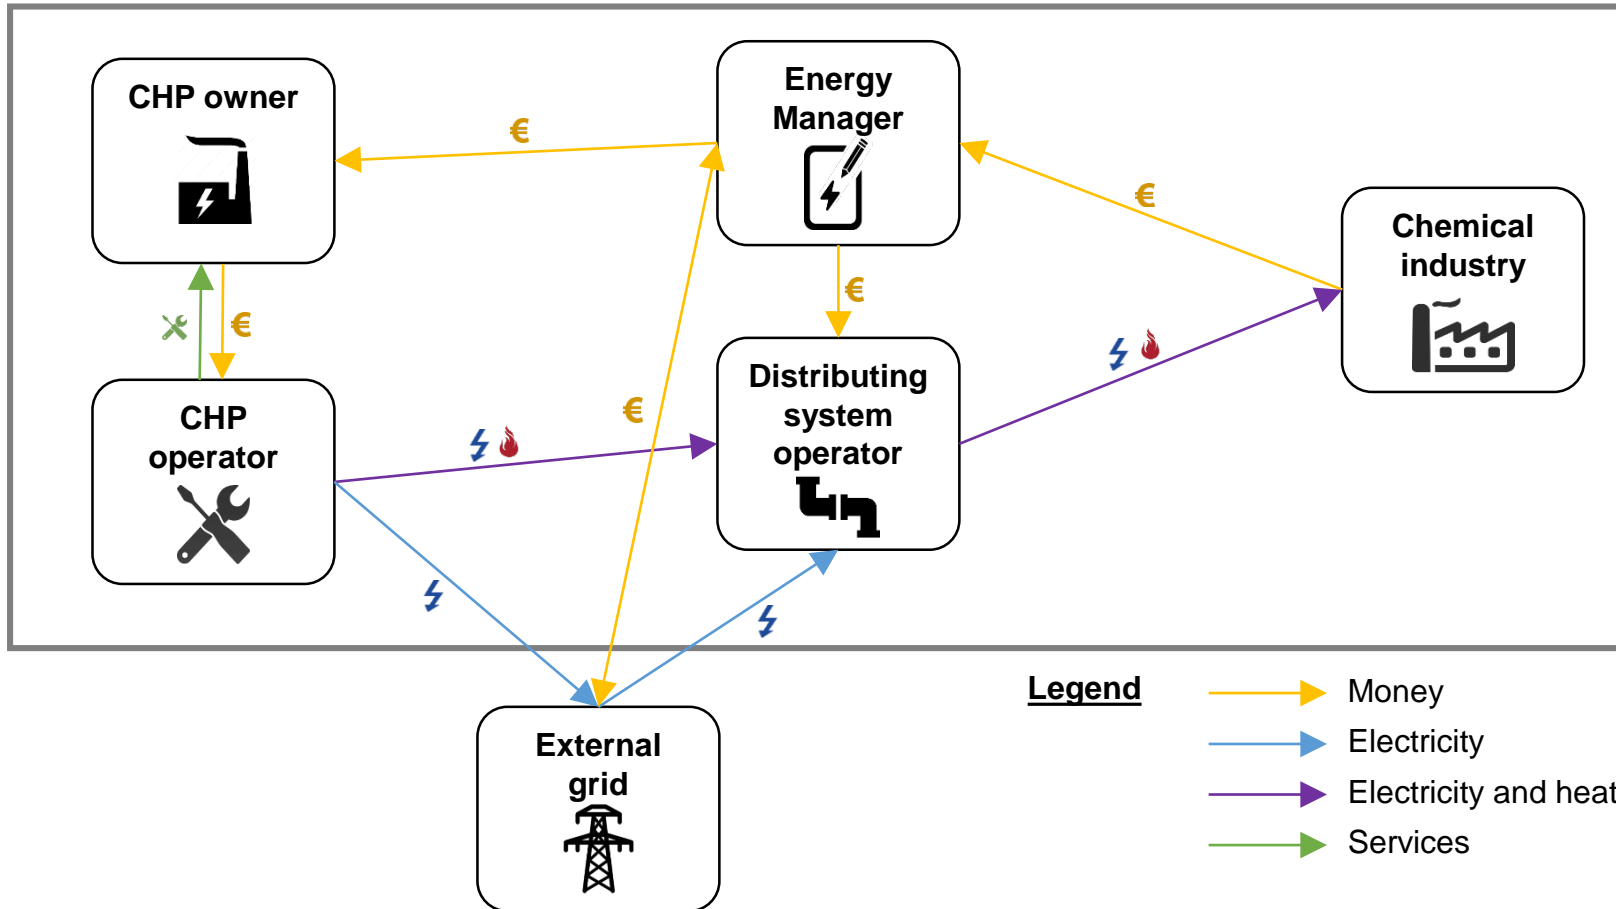 CHP owner
Energy
Manager
€
€
Chemical
industry
€
€
CHP
operator
Distributing
system
operator
€
External
grid
Legend
Money
Electricity
Electricity and heat
Services